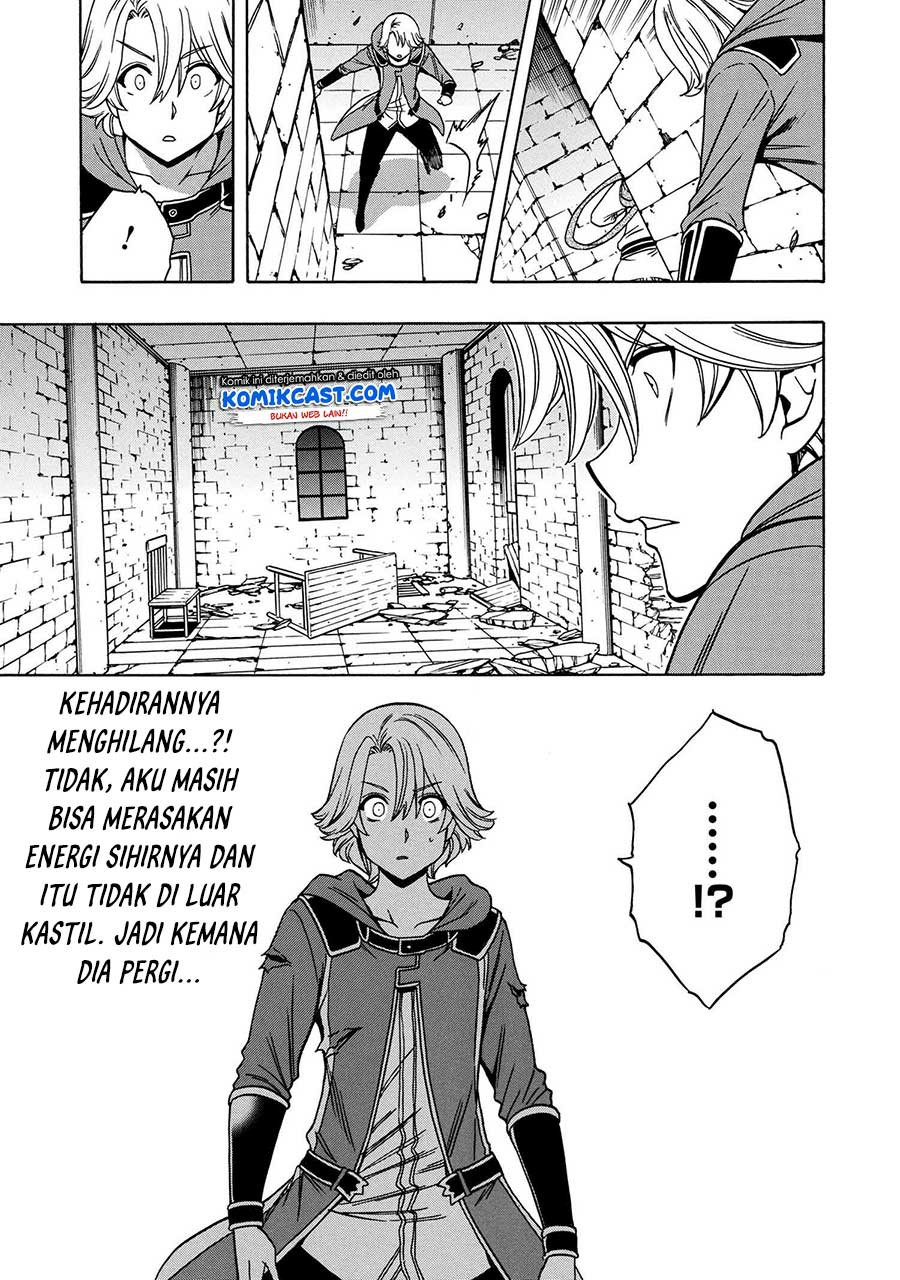 !
Komik ini diterjemahkan & diedit oleh
KOMIKCAST.COM
BUKAN WEB LAIN!!
.......!?
KEHADIRANNYA
MENGHILANG...?!
TIDAK, AKU MASIH
BISA MERASAKAN
ENERGI SIHIRNYA DAN
ITU TIDAK DI LUAR
KASTIL. JADI KEMANA
DIA PERGI...